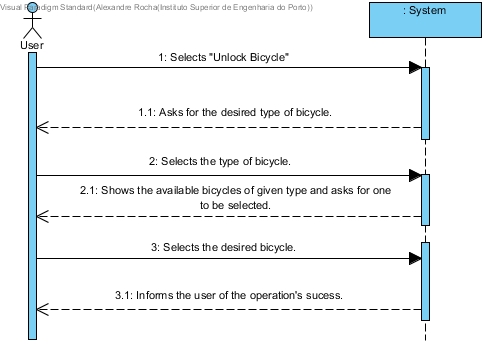 Visual Paradigm Standard(Alexandre Rocha(Instituto Superior de Engenharia do Porto))
: System
User
1: Selects "Unlock Bicycle"
1.1: Asks for the desired type of bicycle.
2: Selects the type of bicycle.
2.1: Shows the available bicycles of given type and asks for one
to be selected.
3: Selects the desired bicycle.
3.1: Informs the user of the operation's sucess.